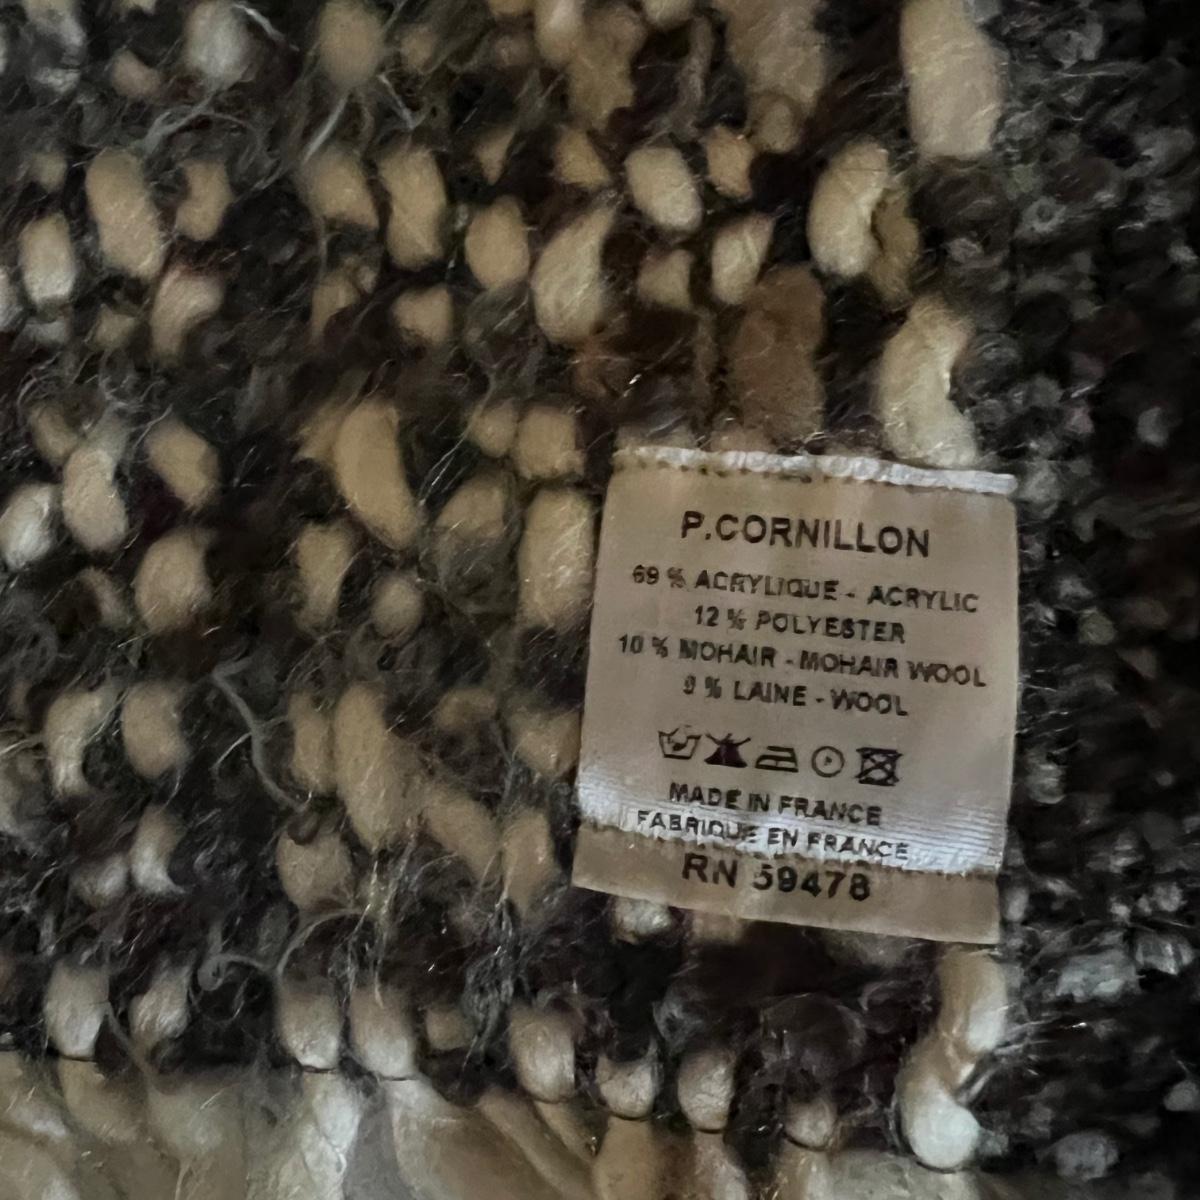 P.CORNILLON
69 % ACRYLIQUE - ACRYLIC
12 % POLYESTER
10 % MOHAIR - MOHAIR WOOL
9 % LAINE - WOOL
MADE IN FRANCE
FABRIQUE EN FRANCE
RN 59478